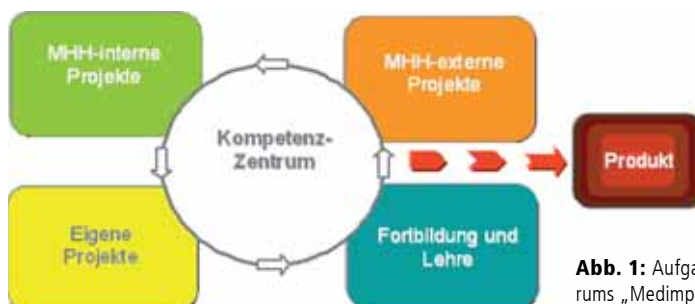 MHH-interne
Projekte
MHH-externe
Projekte
Kompetenz-
Zentrum
Produkt
Eigene
Projekte
Fortbildung und
Lehre
Abb. 1: Aufga
rums „Medimp